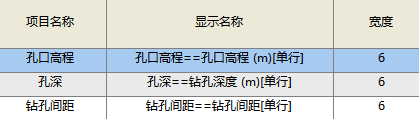 项目名称 显示名称 宽度
孔口高程 孔口高程==孔口高程 (m)[单行] 6
孔深 孔深==钻孔深度 (m)[单行] 6
钻孔间距 钻孔间距==钻孔间距[单行] 6